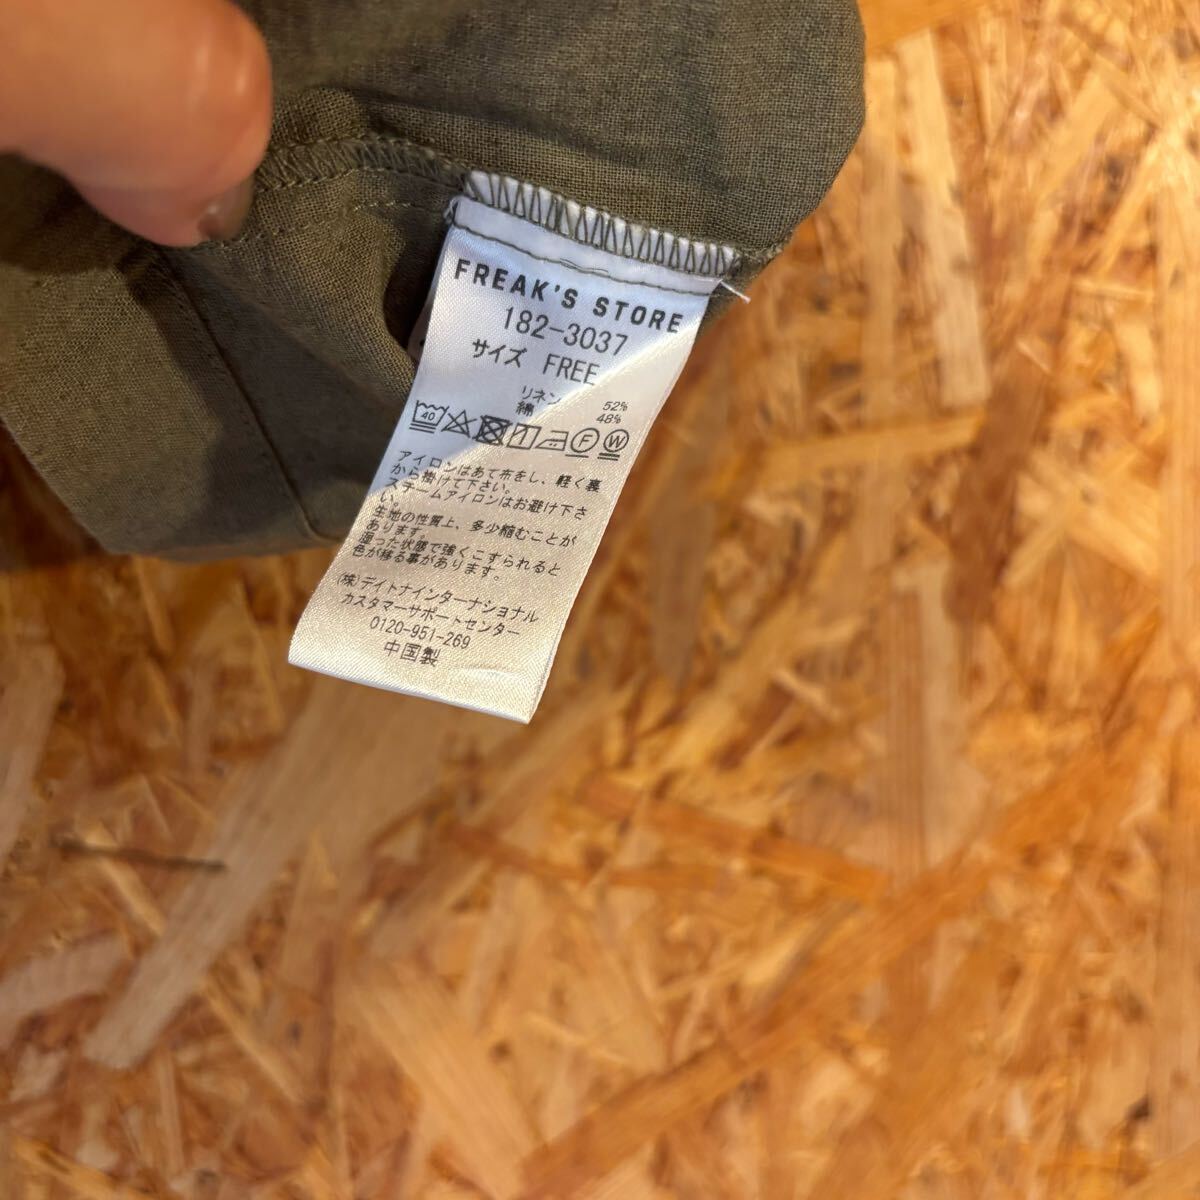 FREAK'S STORE
182-3037
サイズ FREE
リネン 52%
綿 48%
40
F W
アイロンはあて布をし、軽く裏
から掛けて下さい。
スチームアイロンはお避け下さ
い。
生地の性質上、多少縮むことが
あります。
湿った状態で強くこすられると
色が移る事があります。
(株)デイトナインターナショナル
カスタマーサポートセンター
0120-951-269
中国製